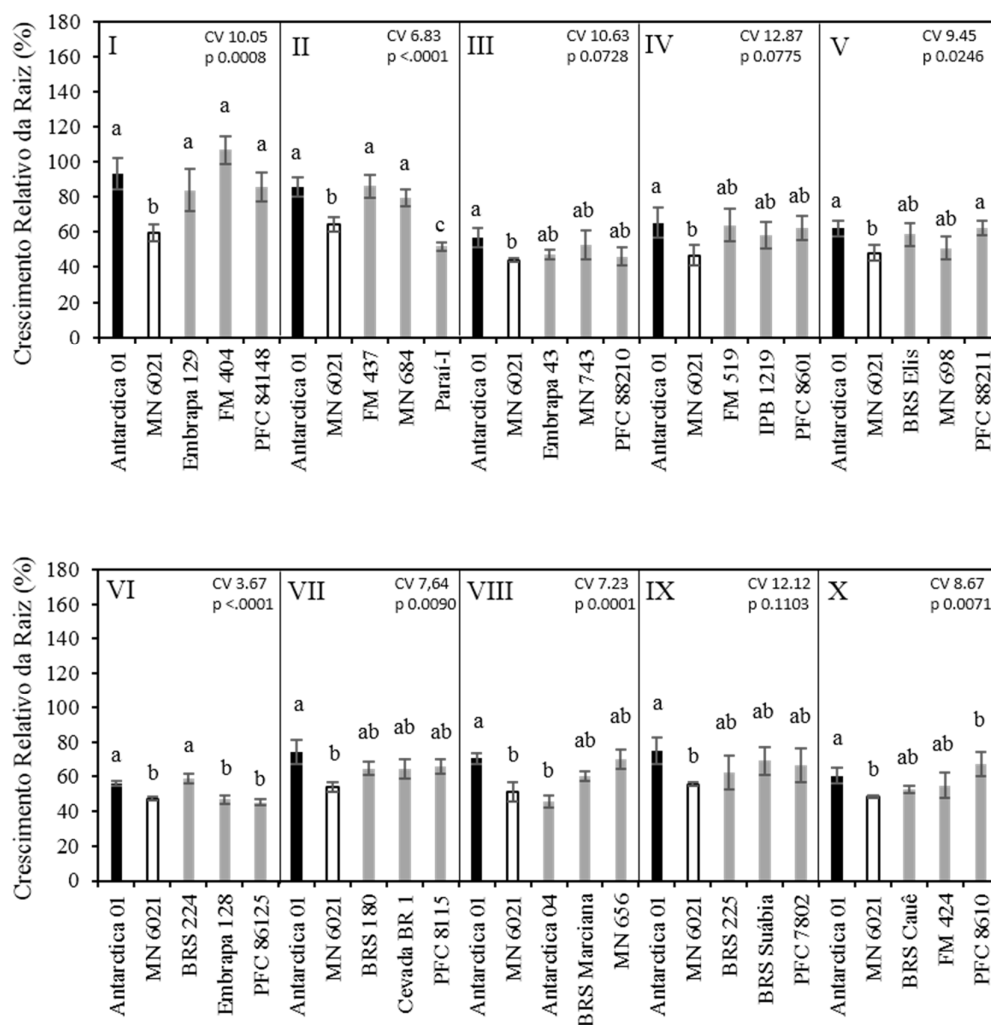 Crescimento Relativo da Raiz (%)
180
160
140
120
100
80
60
40
20
0
I
CV 10.05
p 0.0008
a
b
a
a
a
Antarctica 01
MN 6021
Embrapa 129
FM 404
PFC 84148
II
CV 6.83
p <.0001
a
b
a
a
c
Antarctica 01
MN 6021
FM 437
MN 684
Paraí-I
III
CV 10.63
p 0.0728
a
b
ab
ab
ab
Antarctica 01
MN 6021
Embrapa 43
MN 743
PFC 88210
IV
CV 12.87
p 0.0775
a
b
ab
ab
ab
Antarctica 01
MN 6021
FM 519
IPB 1219
PFC 8601
V
CV 9.45
p 0.0246
a
b
ab
ab
a
Antarctica 01
MN 6021
BRS Elis
MN 698
PFC 88211
Crescimento Relativo da Raiz (%)
180
160
140
120
100
80
60
40
20
0
VI
CV 3.67
p <.0001
a
b
a
b
b
Antarctica 01
MN 6021
BRS 224
Embrapa 128
PFC 86125
VII
CV 7,64
p 0.0090
a
b
ab
ab
ab
Antarctica 01
MN 6021
BRS 180
Cevada BR 1
PFC 8115
VIII
CV 7.23
p 0.0001
a
b
b
ab
ab
Antarctica 01
MN 6021
Antarctica 04
BRS Marciana
MN 656
IX
CV 12.12
p 0.1103
a
b
ab
ab
ab
Antarctica 01
MN 6021
BRS 225
BRS Suábia
PFC 7802
X
CV 8.67
p 0.0071
a
b
ab
ab
b
Antarctica 01
MN 6021
BRS Cauê
FM 424
PFC 8610